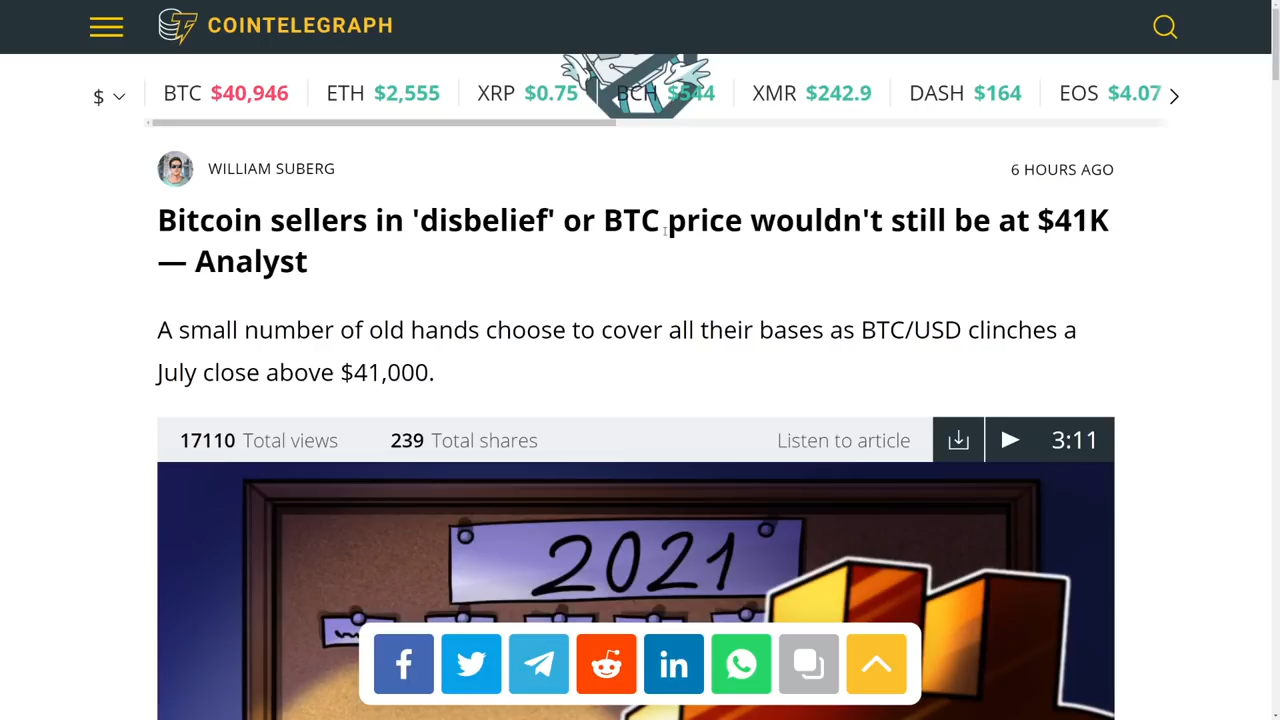 COINTELEGRAPH
$ BTC $40,946 ETH $2,555 XRP $0.75 BCH $544 XMR $242.9 DASH $164 EOS $4.07
WILLIAM SUBERG 6 HOURS AGO
Bitcoin sellers in 'disbelief' or BTC price wouldn't still be at $41K
— Analyst
A small number of old hands choose to cover all their bases as BTC/USD clinches a
July close above $41,000.
17110 Total views 239 Total shares Listen to article 3:11
2021